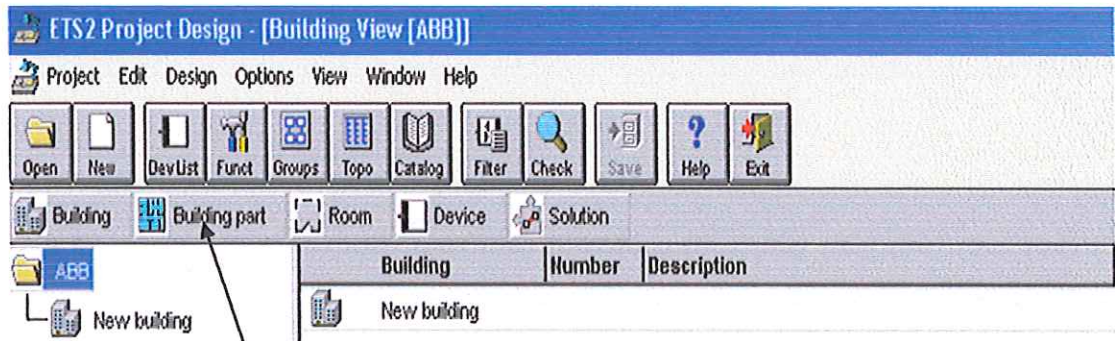 ETS2 Project Design - [Building View [ABB]]
Project Edit Design Options View Window Help
Open New DevList Funct Groups Topo Catalog Filter Check Save Help Exit
Building Building part Room Device Solution
ABB Building Number Description
New building New building